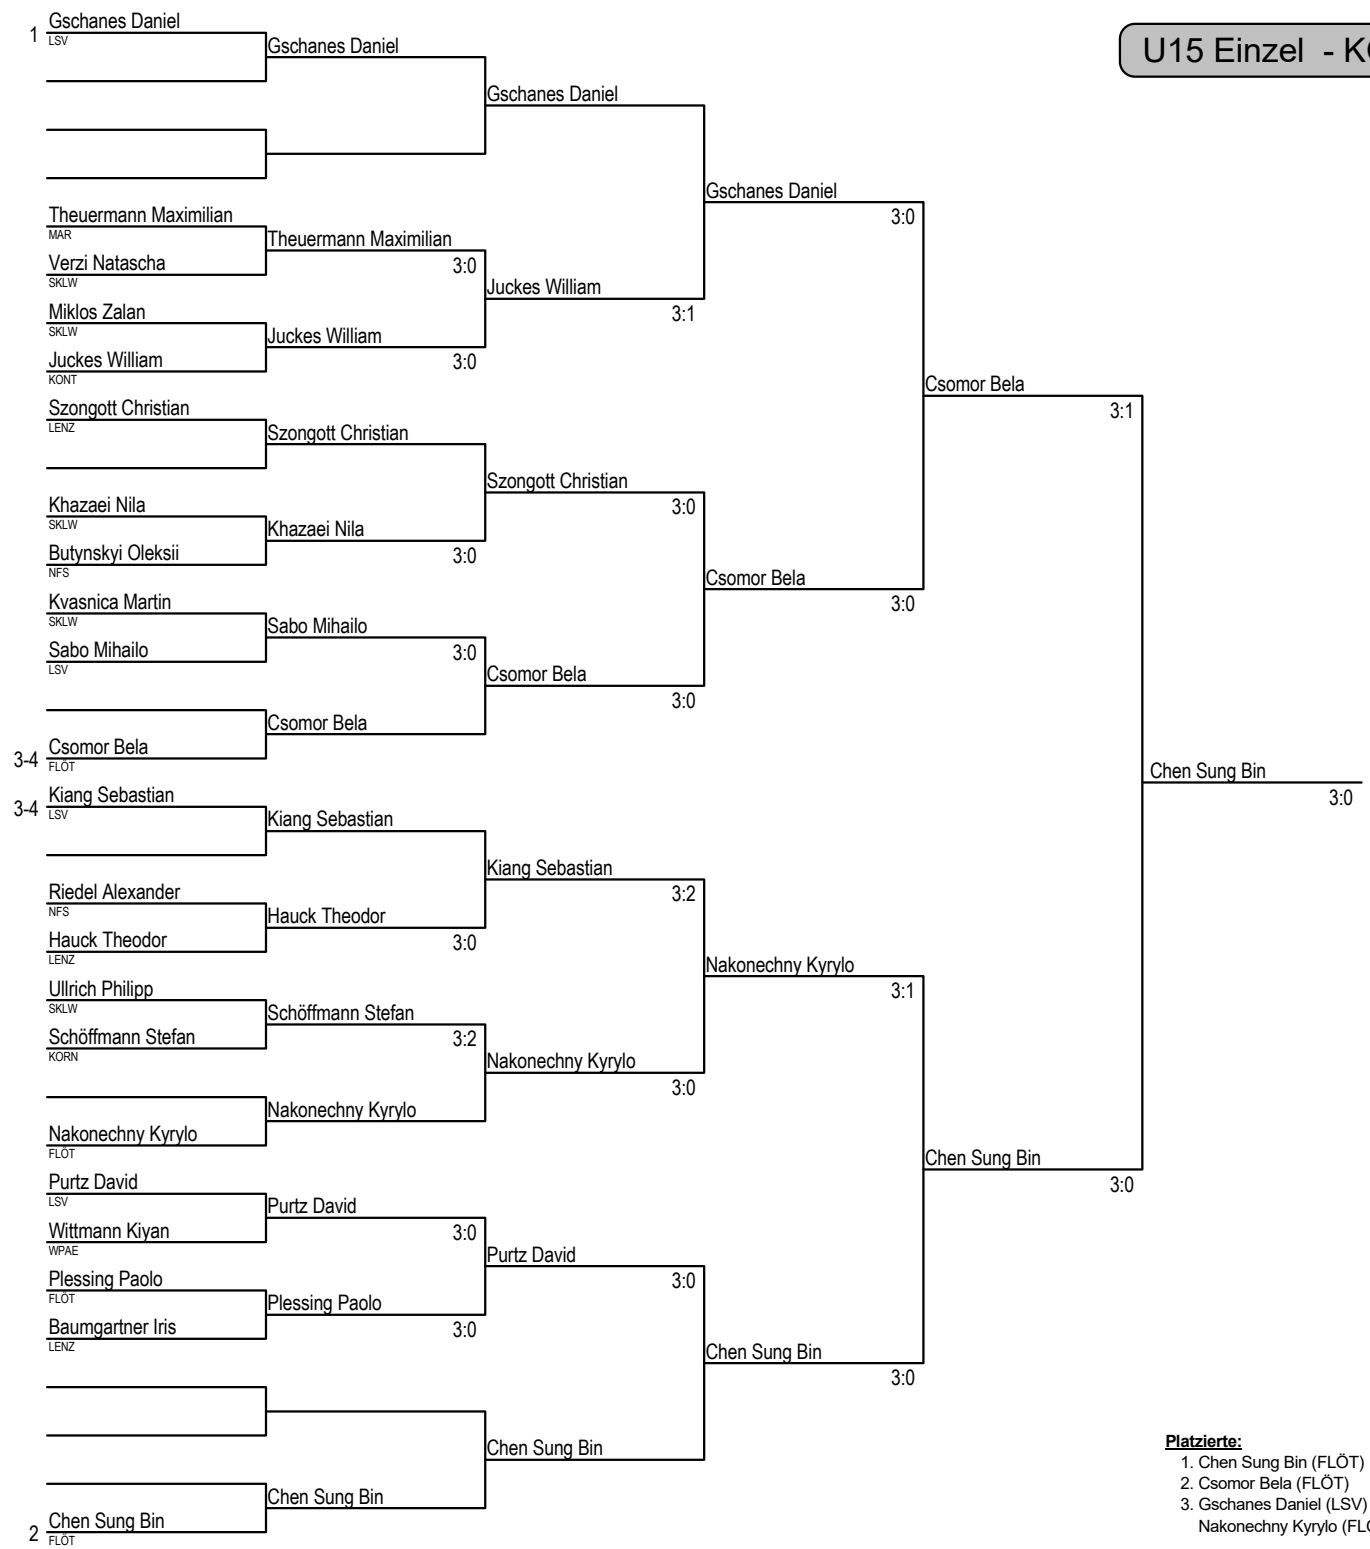 U15 Einzel - K
1 Gschanes Daniel
LSV
Gschanes Daniel
Gschanes Daniel
Gschanes Daniel
3:0
Theuermann Maximilian
MAR
Theuermann Maximilian
3:0
Verzi Natascha
SKLW
Juckes William
3:1
Miklos Zalan
SKLW
Juckes William
3:0
Juckes William
KONT
Csomor Bela
3:1
Szongott Christian
LENZ
Szongott Christian
Szongott Christian
3:0
Khazaei Nila
SKLW
Khazaei Nila
3:0
Butynskyi Oleksii
NFS
Csomor Bela
3:0
Kvasnica Martin
SKLW
Sabo Mihailo
3:0
Sabo Mihailo
LSV
Csomor Bela
3:0
Csomor Bela
3-4 Csomor Bela
FLÖT
Chen Sung Bin
3:0
3-4 Kiang Sebastian
LSV
Kiang Sebastian
Kiang Sebastian
3:2
Riedel Alexander
NFS
Hauck Theodor
3:0
Hauck Theodor
LENZ
Nakonechny Kyrylo
3:1
Ullrich Philipp
SKLW
Schöffmann Stefan
3:2
Schöffmann Stefan
KORN
Nakonechny Kyrylo
3:0
Nakonechny Kyrylo
Nakonechny Kyrylo
FLÖT
Chen Sung Bin
3:0
Purtz David
LSV
Purtz David
3:0
Wittmann Kiyan
WPAE
Purtz David
3:0
Plessing Paolo
FLÖT
Plessing Paolo
3:0
Baumgartner Iris
LENZ
Chen Sung Bin
3:0
Chen Sung Bin
Chen Sung Bin
2 Chen Sung Bin
FLÖT
Platzierte:
1. Chen Sung Bin (FLÖT)
2. Csomor Bela (FLÖT)
3. Gschanes Daniel (LSV)
Nakonechny Kyrylo (FL